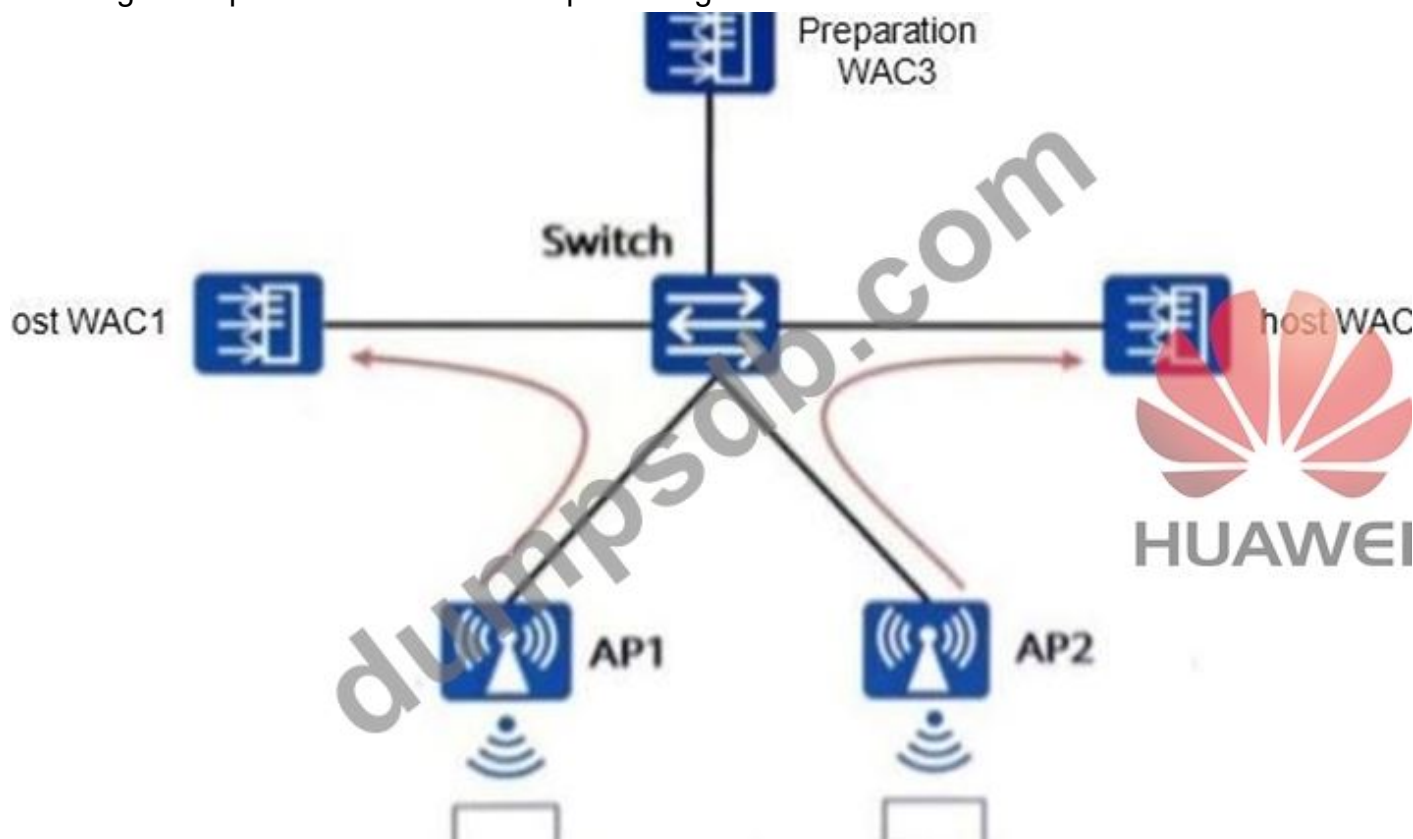 Preparation
WAC3
Switch
ost WAC1
host WAC
dumpsdb.com
HUAWEI
AP1
AP2